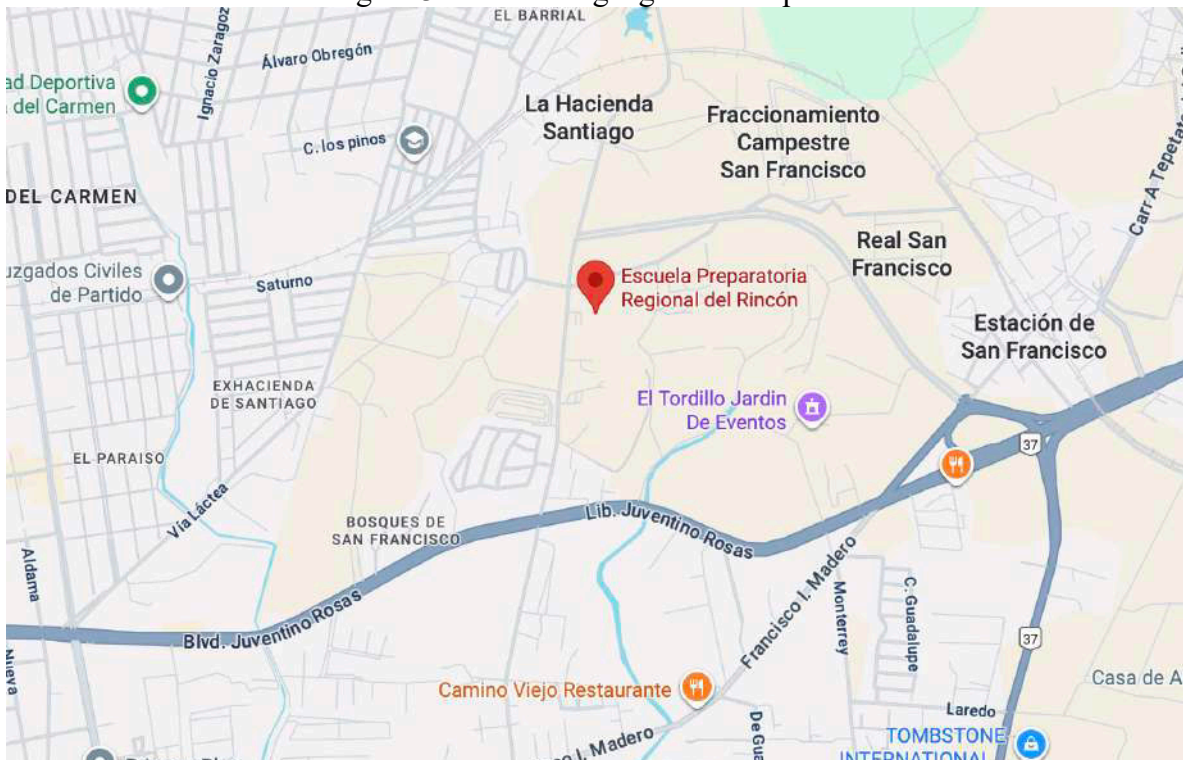 EL BARRIAL
Álvaro Obregón
Ignacio Zaragoz
ad Deportiva
del Carmen
La Hacienda
Santiago
Fraccionamiento
Campestre
San Francisco
C. los pinos
Carr A Tepetate
DEL CARMEN
Real San
Francisco
uzgados Civiles
de Partido
Saturno
Escuela Preparatoria
Regional del Rincón
Estación de
San Francisco
EXHACIENDA
DE SANTIAGO
El Tordillo Jardin
De Eventos
37
EL PARAISO
Vía Láctea
BOSQUES DE
SAN FRANCISCO
Lib. Juventino Rosas
Aldama
Francisco I. Madero
Monterrey
C. Guadalupe
Blvd. Juventino Rosas
37
Nueva
Camino Viejo Restaurante
Casa de A
Laredo
De Gua
o I. Madero
TOMBSTONE
INTERNATIONAL